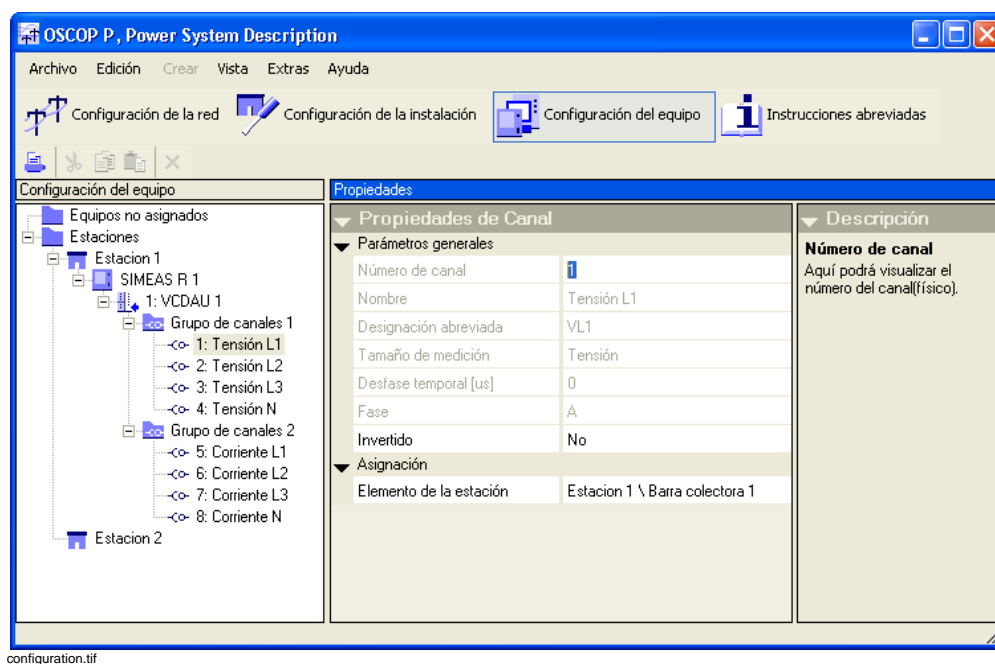 OSCOP P, Power System Description
Archivo Edición Crear Vista Extras Ayuda
Configuración de la red Configuración de la instalación Configuración del equipo Instrucciones abreviadas
Configuración del equipo
Equipos no asignados
Estaciones
Estacion 1
SIMEAS R 1
1: VCDAU 1
Grupo de canales 1
1: Tensión L1
2: Tensión L2
3: Tensión L3
4: Tensión N
Grupo de canales 2
5: Corriente L1
6: Corriente L2
7: Corriente L3
8: Corriente N
Estacion 2
Propiedades
Propiedades de Canal
Parámetros generales
Número de canal 1
Nombre Tensión L1
Designación abreviada VL1
Tamaño de medición Tensión
Desfase temporal [us] 0
Fase A
Invertido No
Asignación
Elemento de la estación Estacion 1 \ Barra colectora 1
Descripción
Número de canal
Aquí podrá visualizar el
número del canal(físico).
configuration.tif